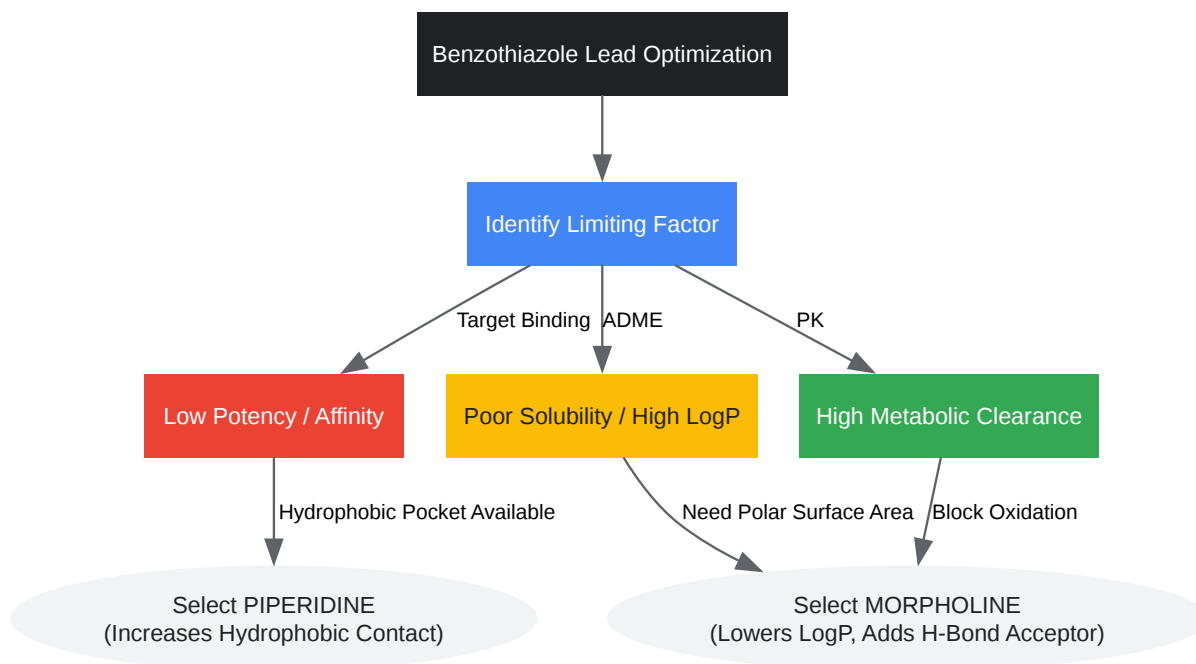 Benzothiazole Lead Optimization
Identify Limiting Factor
Target Binding
ADME
PK
Low Potency / Affinity
Poor Solubility / High LogP
High Metabolic Clearance
Hydrophobic Pocket Available
Need Polar Surface Area
Block Oxidation
Select PIPERIDINE
(Increases Hydrophobic Contact)
Select MORPHOLINE
(Lowers LogP, Adds H-Bond Acceptor)